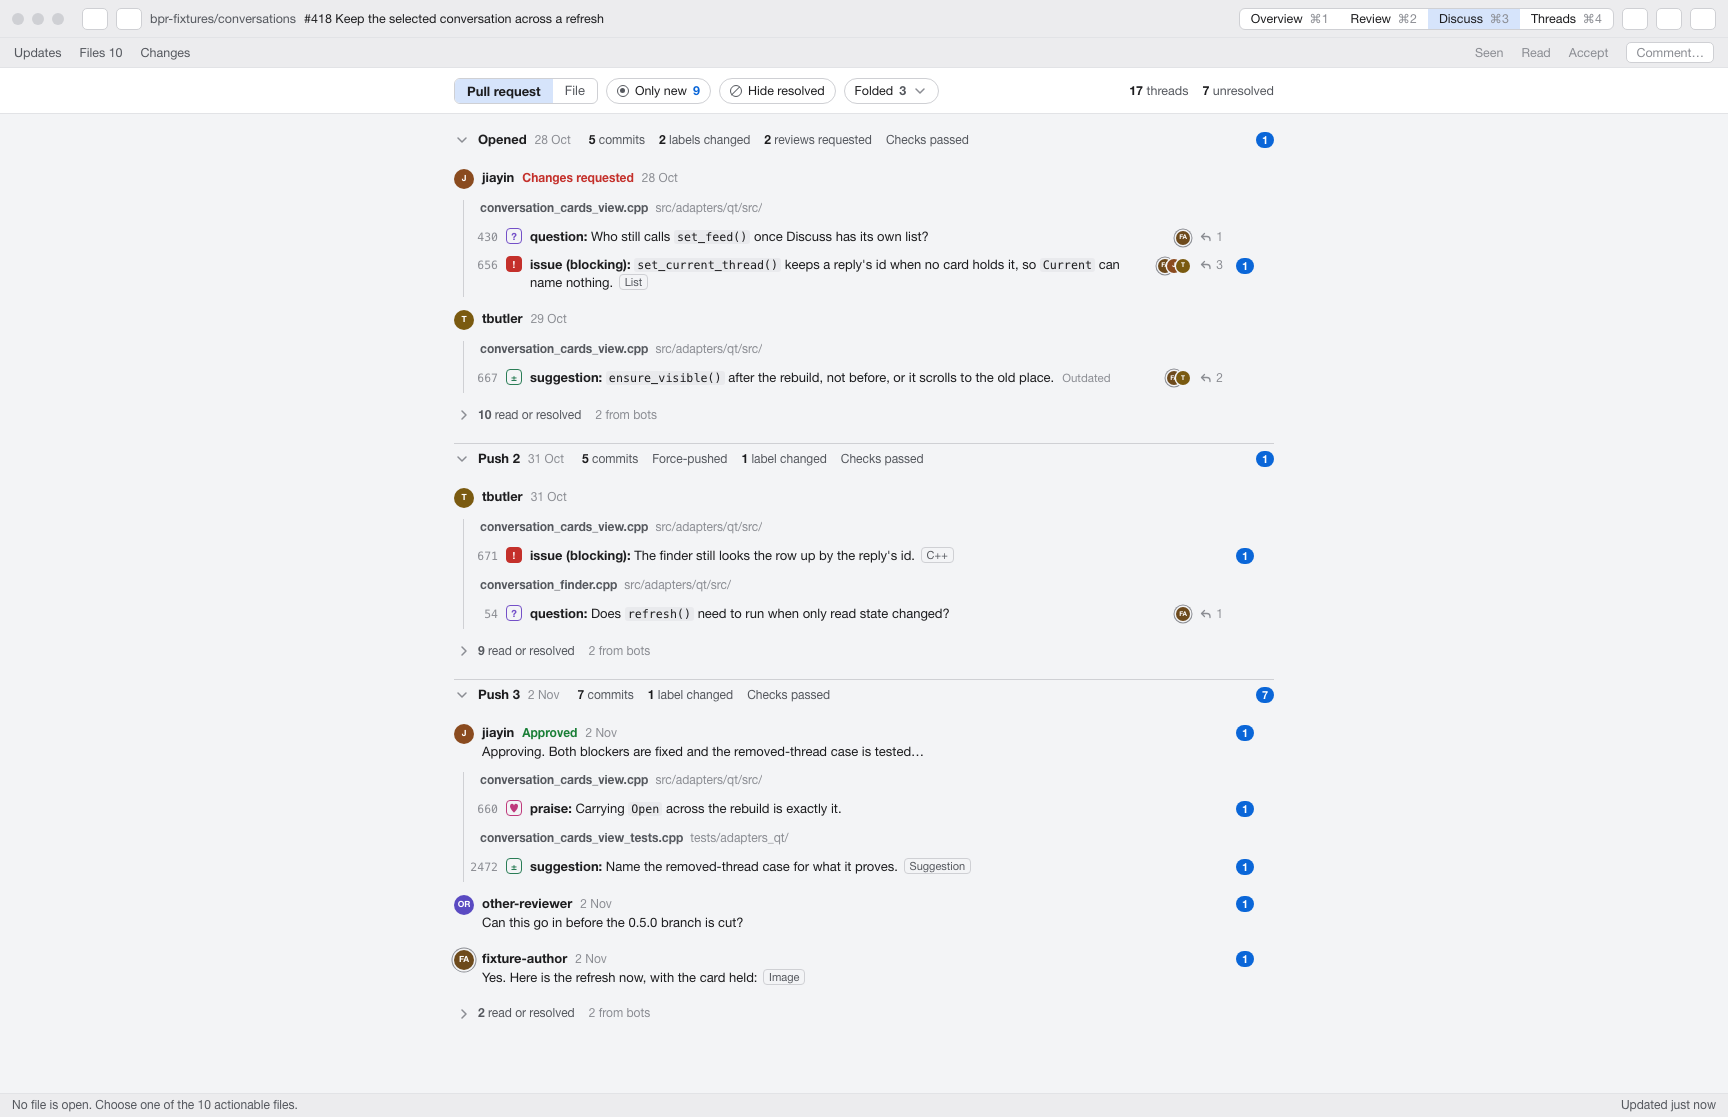 bpr-fixtures/conversations #418 Keep the selected conversation across a refresh
Overview ⌘1 Review ⌘2 Discuss ⌘3 Threads ⌘4
Updates Files 10 Changes
Seen Read Accept Comment…
Pull request File Only new 9 Hide resolved Folded 3
17 threads 7 unresolved
Opened 28 Oct 5 commits 2 labels changed 2 reviews requested Checks passed 1
J jiayin Changes requested 28 Oct
conversation_cards_view.cpp src/adapters/qt/src/
430 ? question: Who still calls set_feed() once Discuss has its own list? FA 1
656 ! issue (blocking): set_current_thread() keeps a reply's id when no card holds it, so Current can T 3 1
name nothing. List
T tbutler 29 Oct
conversation_cards_view.cpp src/adapters/qt/src/
667 ± suggestion: ensure_visible() after the rebuild, not before, or it scrolls to the old place. Outdated T 2
10 read or resolved 2 from bots
Push 2 31 Oct 5 commits Force-pushed 1 label changed Checks passed 1
T tbutler 31 Oct
conversation_cards_view.cpp src/adapters/qt/src/
671 ! issue (blocking): The finder still looks the row up by the reply's id. C++ 1
conversation_finder.cpp src/adapters/qt/src/
54 ? question: Does refresh() need to run when only read state changed? FA 1
9 read or resolved 2 from bots
Push 3 2 Nov 7 commits 1 label changed Checks passed 7
J jiayin Approved 2 Nov 1
Approving. Both blockers are fixed and the removed-thread case is tested…
conversation_cards_view.cpp src/adapters/qt/src/
660 ♥ praise: Carrying Open across the rebuild is exactly it. 1
conversation_cards_view_tests.cpp tests/adapters_qt/
2472 ± suggestion: Name the removed-thread case for what it proves. Suggestion 1
OR other-reviewer 2 Nov 1
Can this go in before the 0.5.0 branch is cut?
FA fixture-author 2 Nov 1
Yes. Here is the refresh now, with the card held: Image
2 read or resolved 2 from bots
No file is open. Choose one of the 10 actionable files.
Updated just now